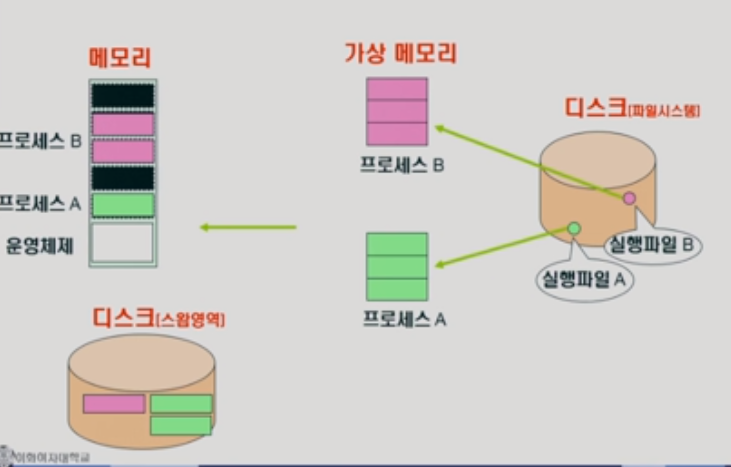 메모리
가상 메모리
디스크[파일시스템]
프로세스 B
프로세스 B
프로세스 A
운영체제
실행파일 B
실행파일 A
프로세스 A
디스크[스왑영역]
이화여자대학교